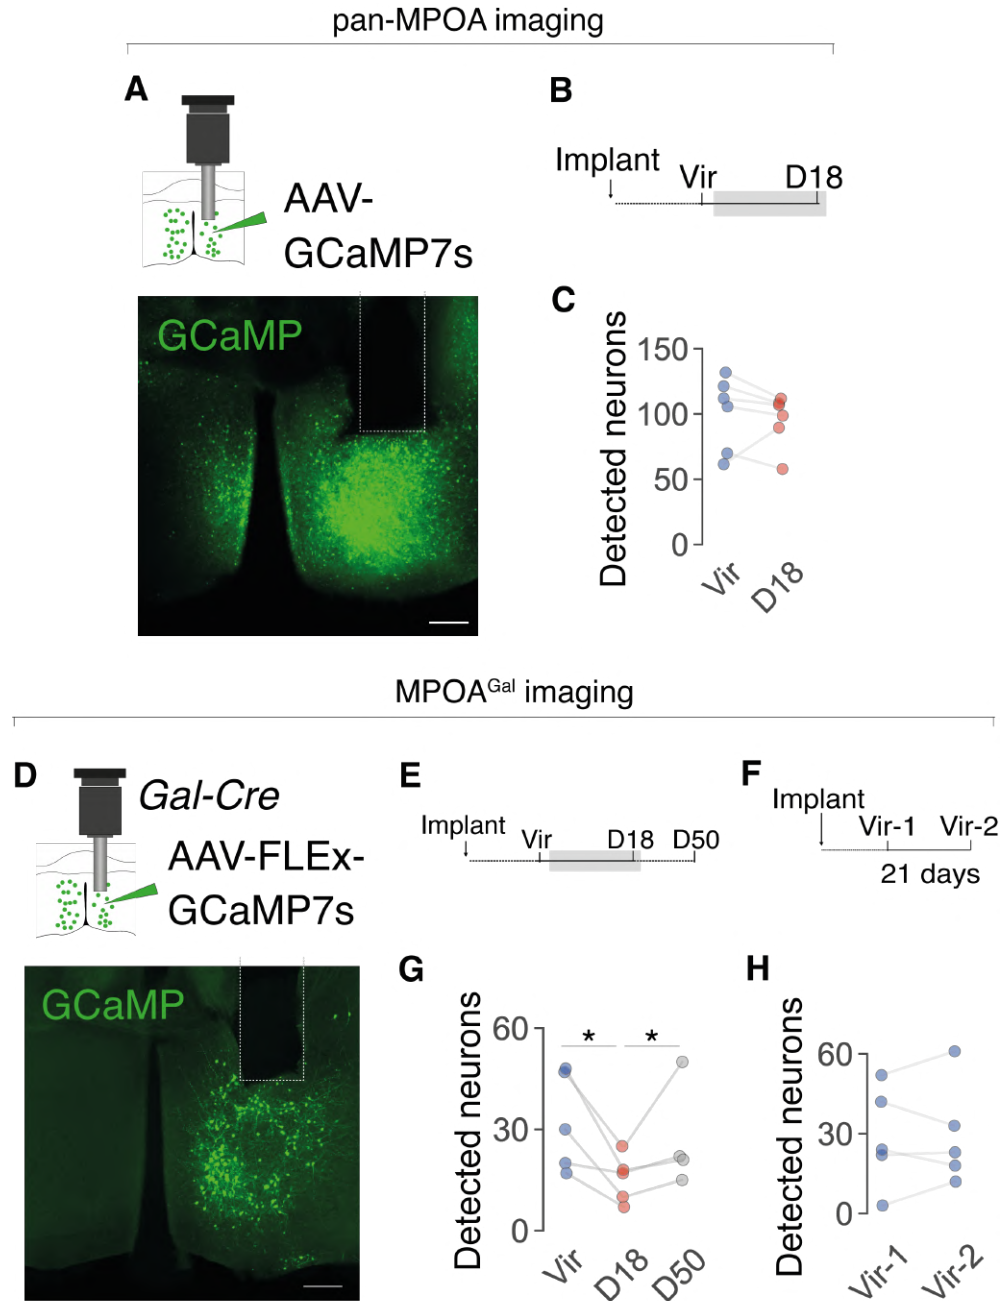 pan-MPOA imaging
A
AAV-
GCaMP7s
GCaMP
B
Implant
Vir
D18
C
Detected neurons
150
100
50
0
Vir
D18
MPOAGal imaging
D
Gal-Cre
AAV-FLEx-
GCaMP7s
GCaMP
E
Implant
Vir
D18
D50
F
Implant
Vir-1
Vir-2
21 days
G
Detected neurons
60
30
0
* *
Vir
D18
D50
H
Detected neurons
60
30
0
Vir-1
Vir-2